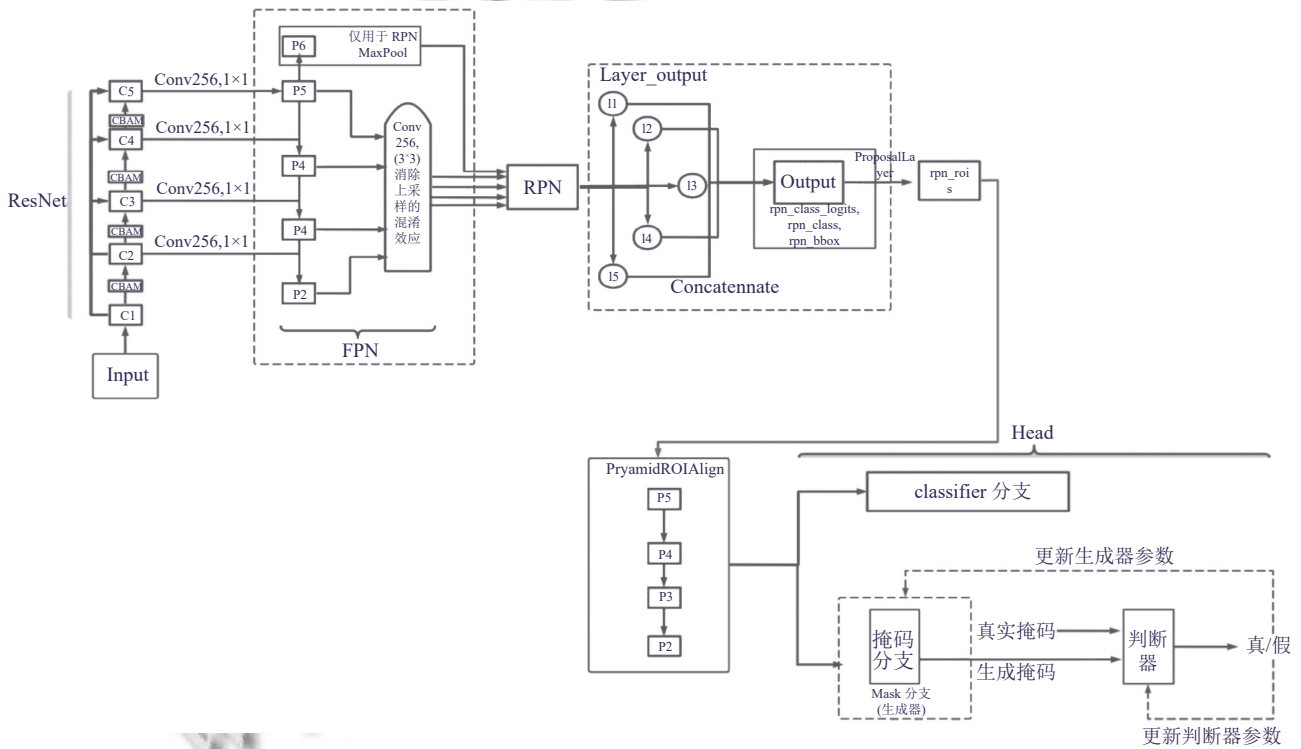 ResNet
C5
CBAM
C4
CBAM
C3
CBAM
C2
CBAM
C1
Input
Conv256,1×1
Conv256,1×1
Conv256,1×1
Conv256,1×1
P6
仅用于 RPN
MaxPool
P5
P4
P4
P2
Conv
256,
(3*3)
消除
上采
样的
混淆
效应
FPN
RPN
Layer_output
l1
l2
l3
l4
l5
Concatennate
Output
rpn_class_logits,
rpn_class,
rpn_bbox
ProposalLa
yer
rpn_roi
s
PryamidROIAlign
P5
P4
P3
P2
Head
classifier 分支
更新生成器参数
掩码
分支
Mask 分支
(生成器)
真实掩码
生成掩码
判断
器
真/假
更新判断器参数